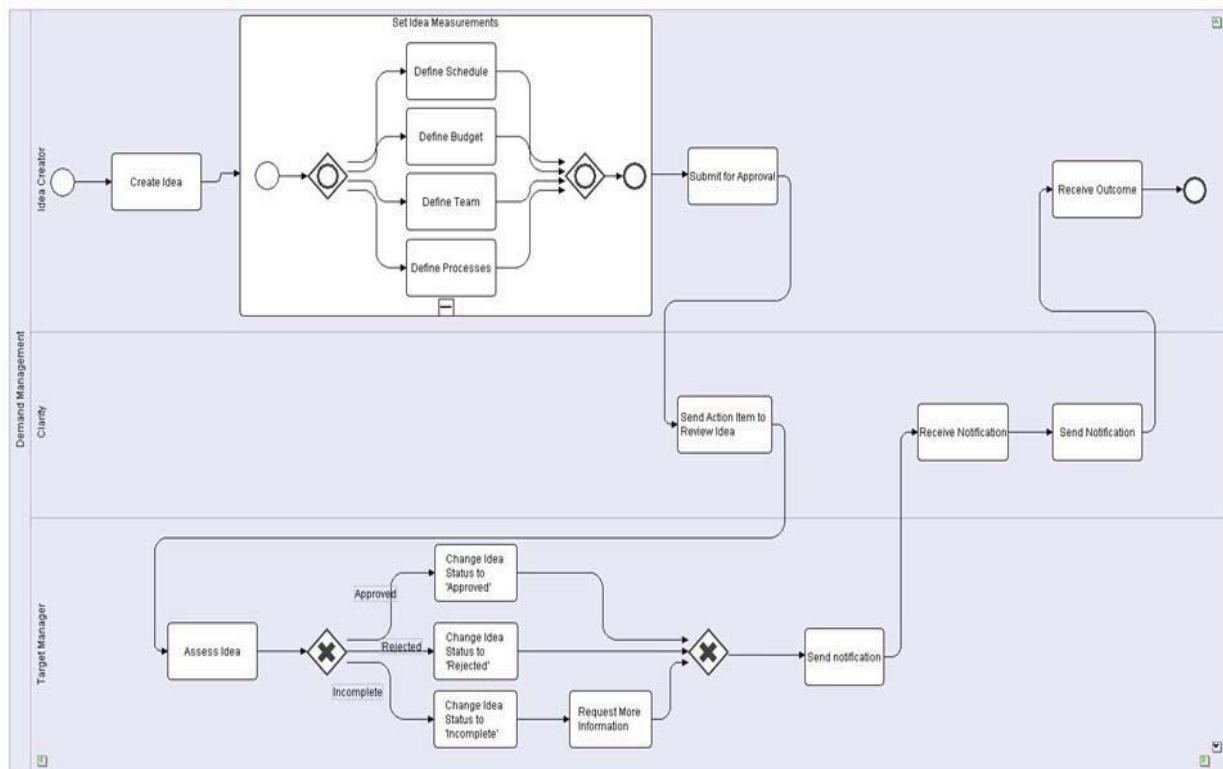 Demand Management
Idea Creator
Set Idea Measurements
Define Schedule
Define Budget
Define Team
Define Processes
Create Idea
Submit for Approval
Receive Outcome
Clarity
Send Action Item to
Review Idea
Receive Notification
Send Notification
Target Manager
Assess Idea
Approved
Rejected
Incomplete
Change Idea
Status to
'Approved'
Change Idea
Status to
'Rejected'
Change Idea
Status to
'Incomplete'
Request More
Information
Send notification